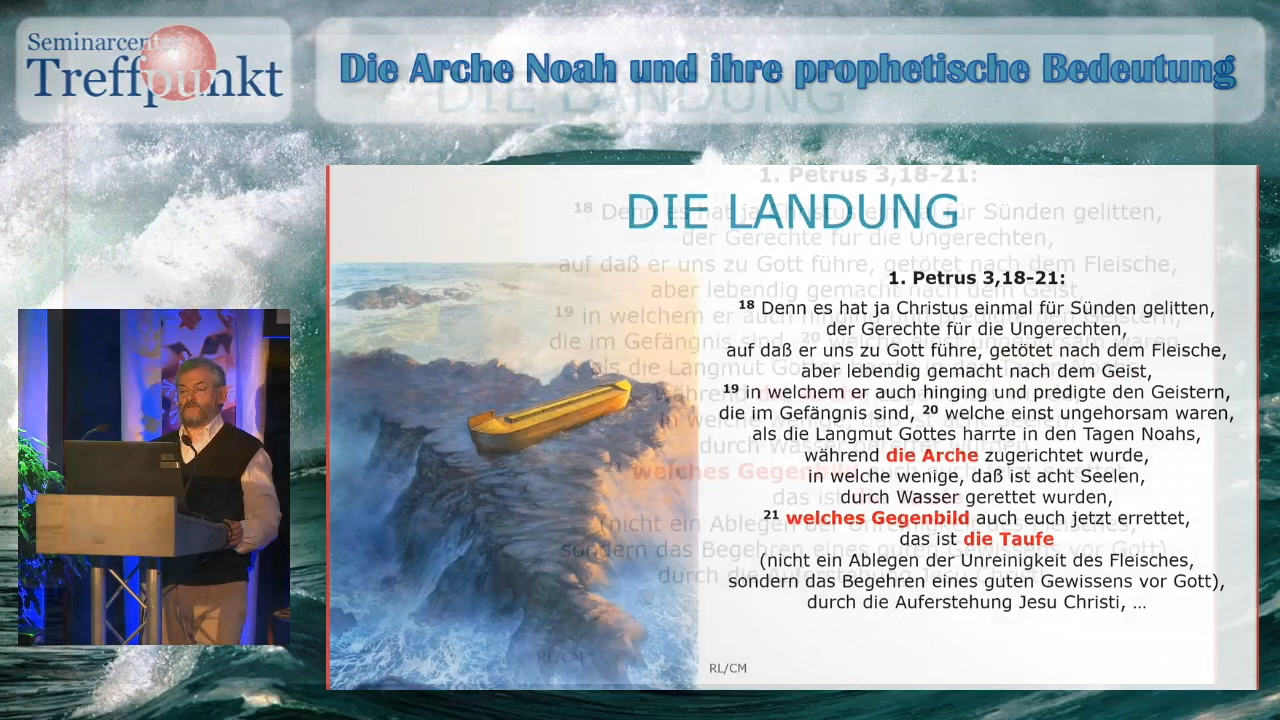 Seminarcenter
Treffpunkt
Die Arche Noah und ihre prophetische Bedeutung
DIE LANDUNG
1. Petrus 3,18-21:
18 Denn es hat ja Christus einmal für Sünden gelitten,
der Gerechte für die Ungerechten,
auf daß er uns zu Gott führe, getötet nach dem Fleische,
aber lebendig gemacht nach dem Geist,
19 in welchem er auch hinging und predigte den Geistern,
die im Gefängnis sind, 20 welche einst ungehorsam waren,
als die Langmut Gottes harrte in den Tagen Noahs,
während die Arche zugerichtet wurde,
in welche wenige, daß ist acht Seelen,
durch Wasser gerettet wurden,
21 welches Gegenbild auch euch jetzt errettet,
das ist die Taufe
(nicht ein Ablegen der Unreinigkeit des Fleisches,
sondern das Begehren eines guten Gewissens vor Gott),
durch die Auferstehung Jesu Christi, ...
RL/CM